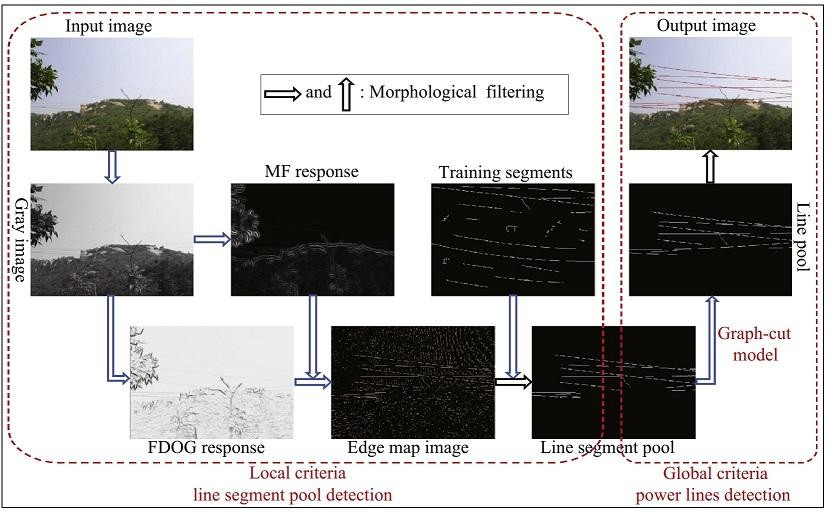 Input image
Output image
and : Morphological filtering
MF response
Training segments
Gray image
Line pool
Graph-cut
model
FDOG response
Edge map image
Line segment pool
Local criteria
line segment pool detection
Global criteria
power lines detection